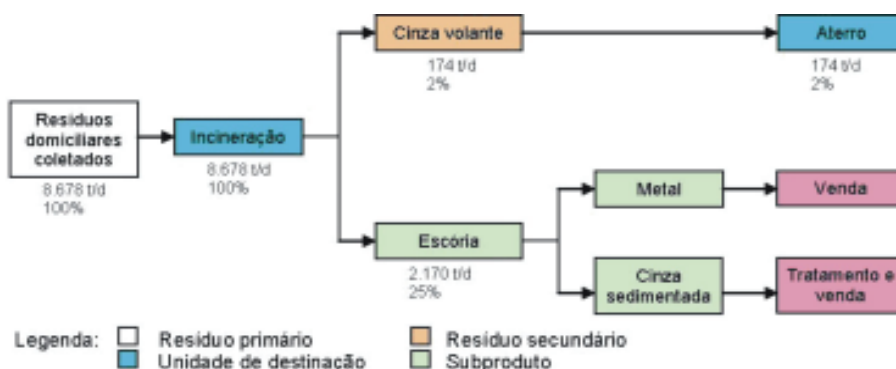 Cinza volante
174 t/d
2%
Aterro
174 t/d
2%
Resíduos
domiciliares
coletados
8.678 t/d
100%
Incineração
8.678 t/d
100%
Metal
Venda
Escória
2.170 t/d
25%
Cinza
sedimentada
Tratamento e
venda
Legenda:
Resíduo primário
Resíduo secundário
Unidade de destinação
Subproduto